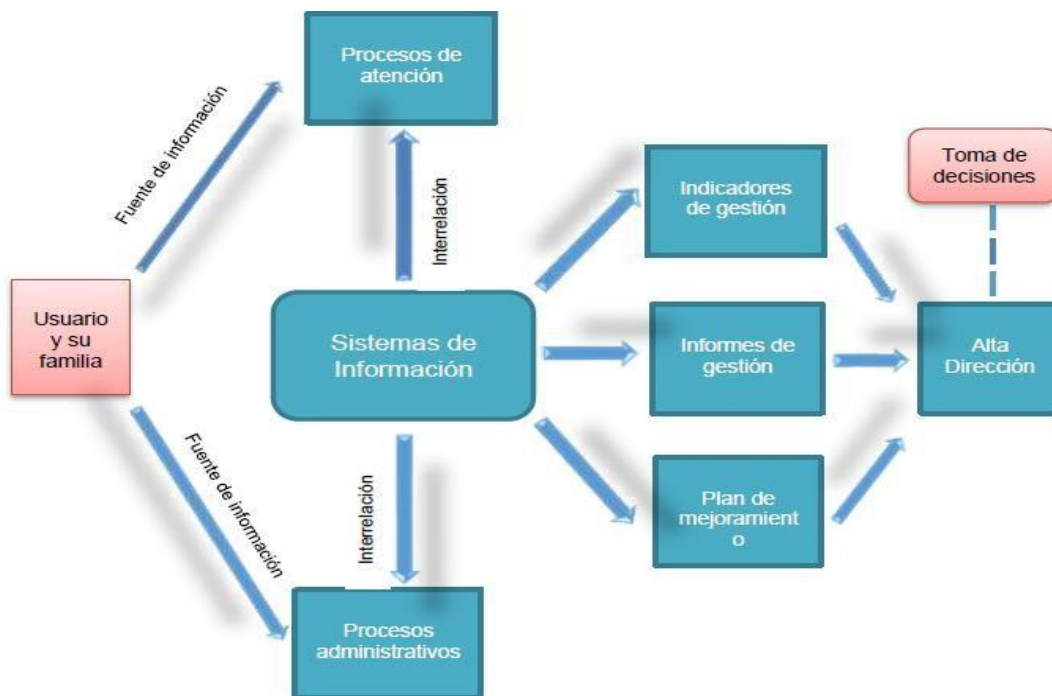 Procesos de
atención
Fuente de información
Interrelación
Indicadores
de gestión
Toma de
decisiones
Usuario
y su
familia
Sistemas de
Información
Informes de
gestión
Alta
Dirección
Fuente de información
Interrelación
Plan de
mejoramient
o
Procesos
administrativos